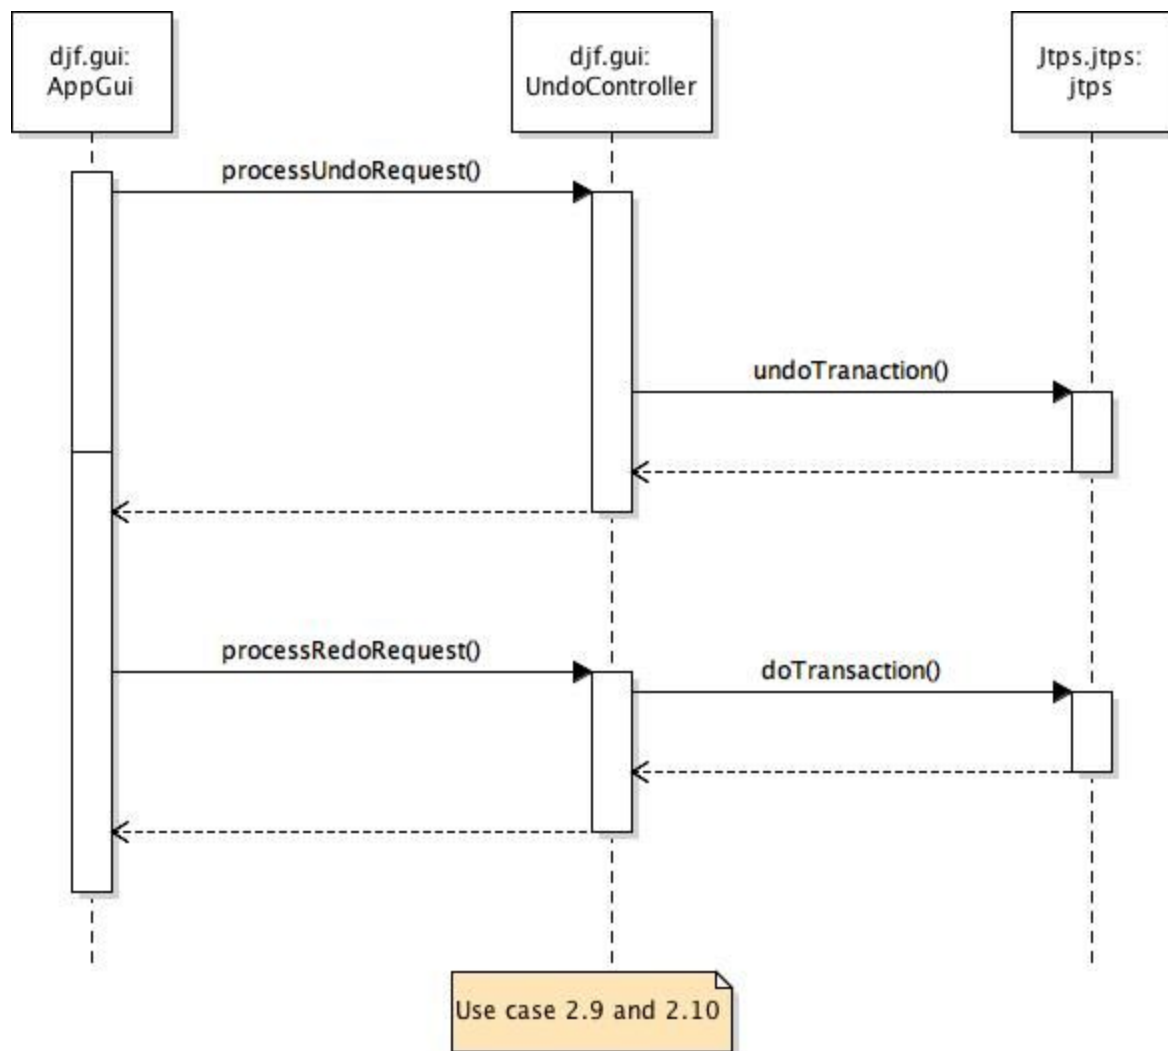 djf.gui:
AppGui
djf.gui:
UndoController
Jtps.jtps:
jtps
processUndoRequest()
undoTranaction()
processRedoRequest()
doTransaction()
Use case 2.9 and 2.10